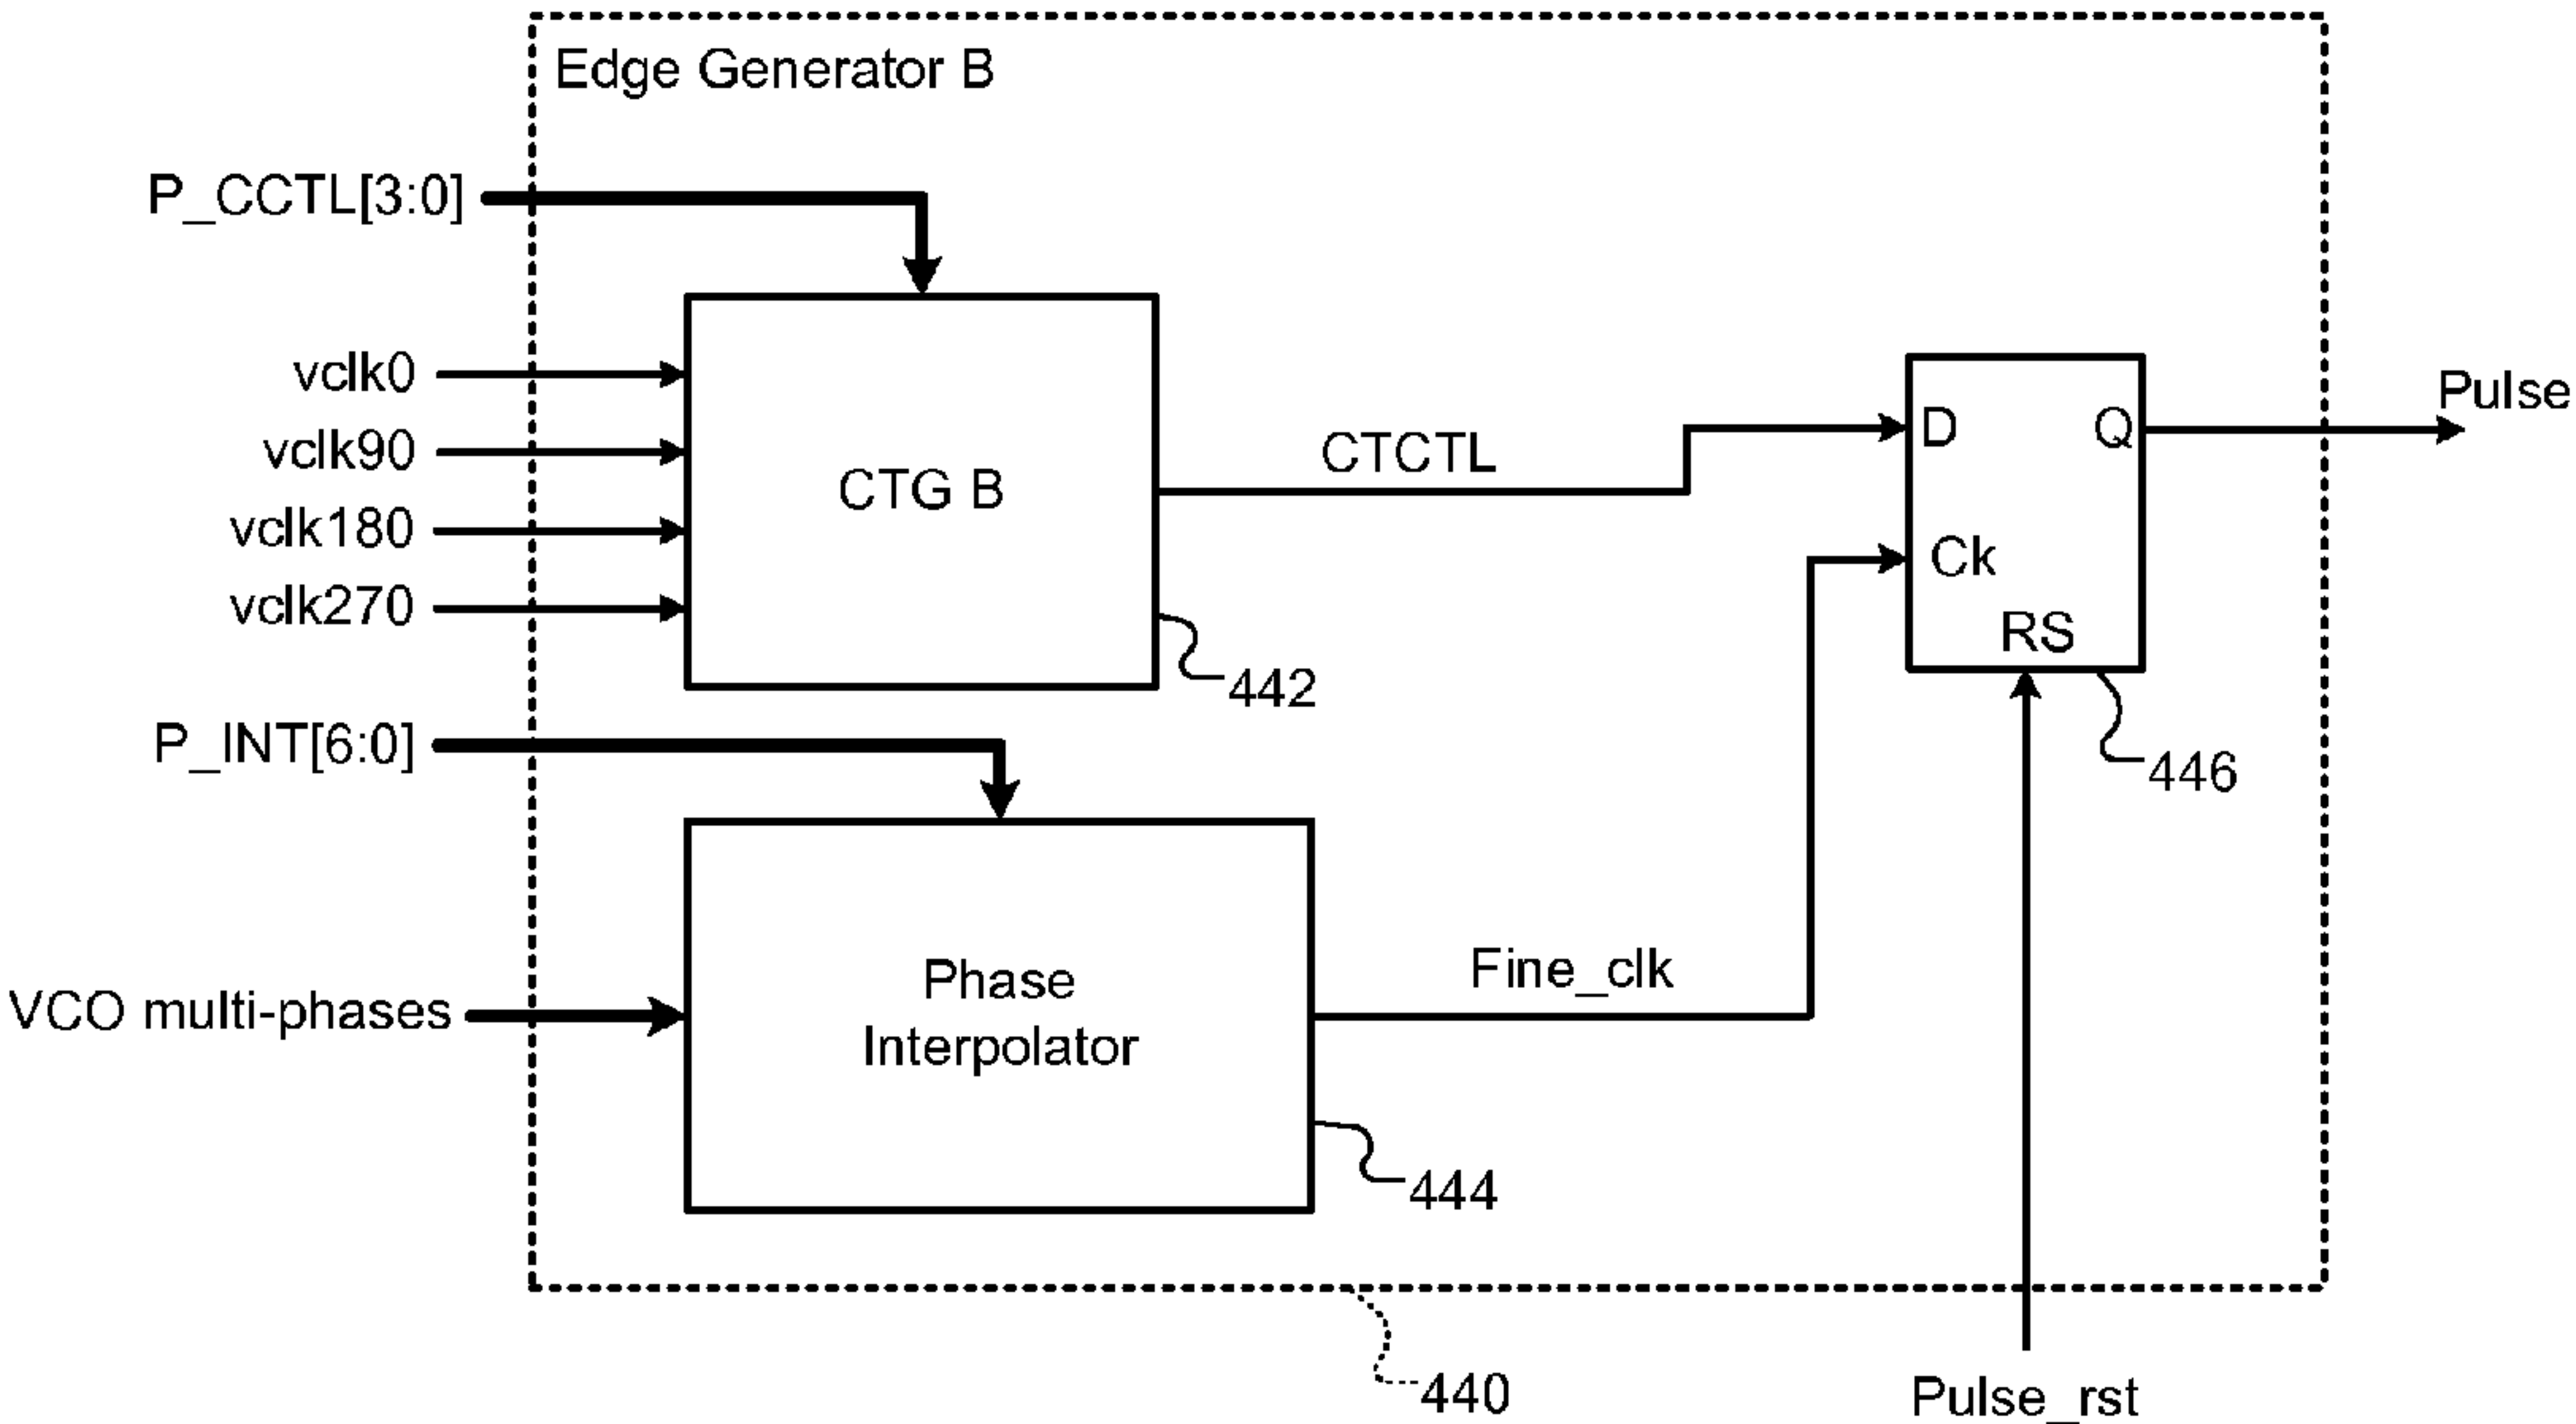 Edge Generator B
P_CCTL[3:0]
vclk0
vclk90
vclk180
vclk270
CTG B
442
CTCTL
D
Q
Ck
RS
446
Pulse
P_INT[6:0]
VCO multi-phases
Phase
Interpolator
444
Fine_clk
440
Pulse_rst